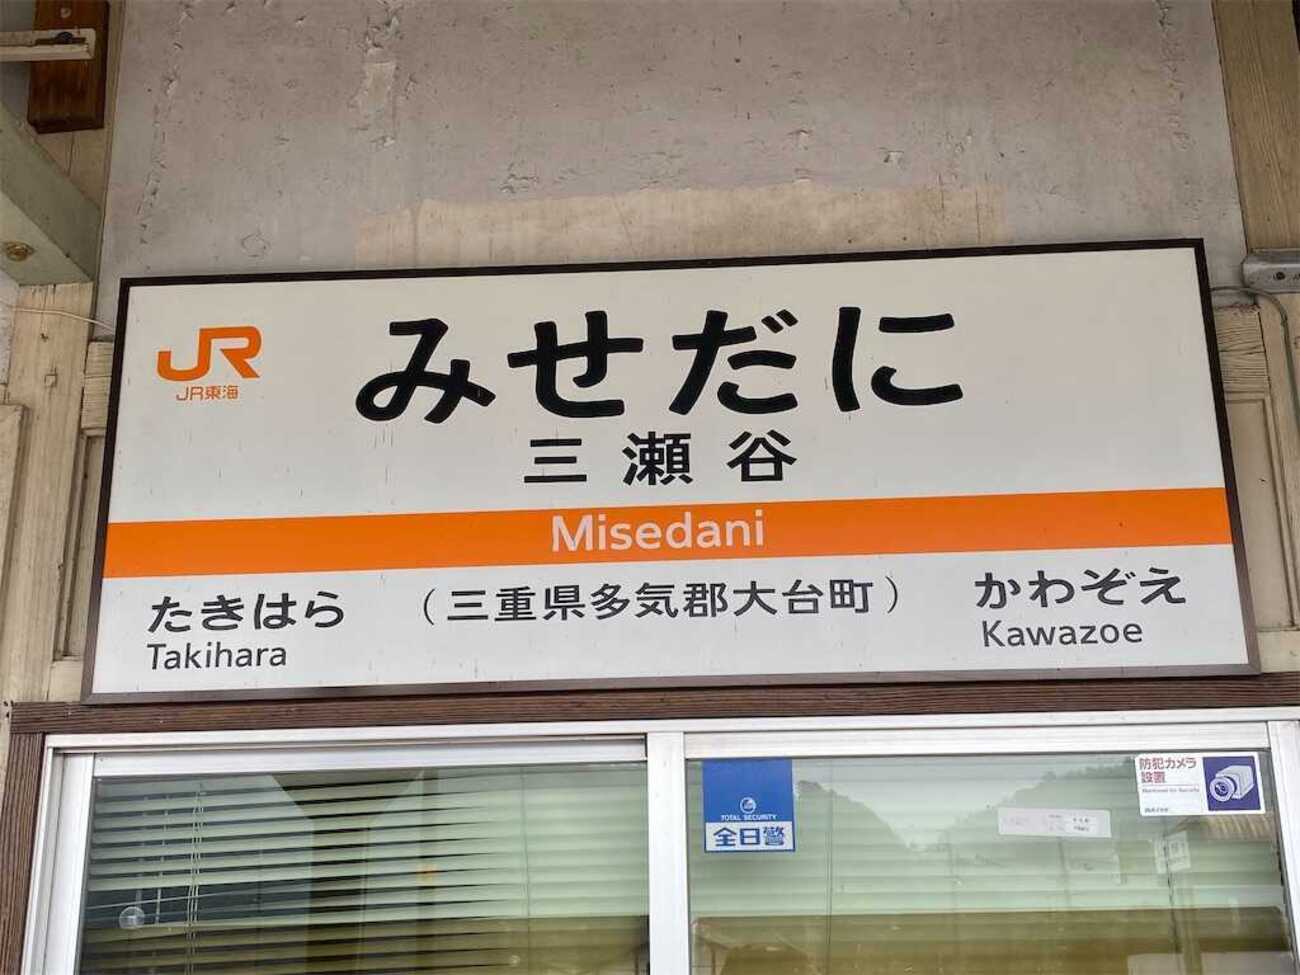 JR
JR東海
みせだに
三瀬谷
Misedani
たきはら
Takihara
（三重県多気郡大台町）
かわぞえ
Kawazoe
TOTAL SECURITY
全日警
防犯カメラ
設置